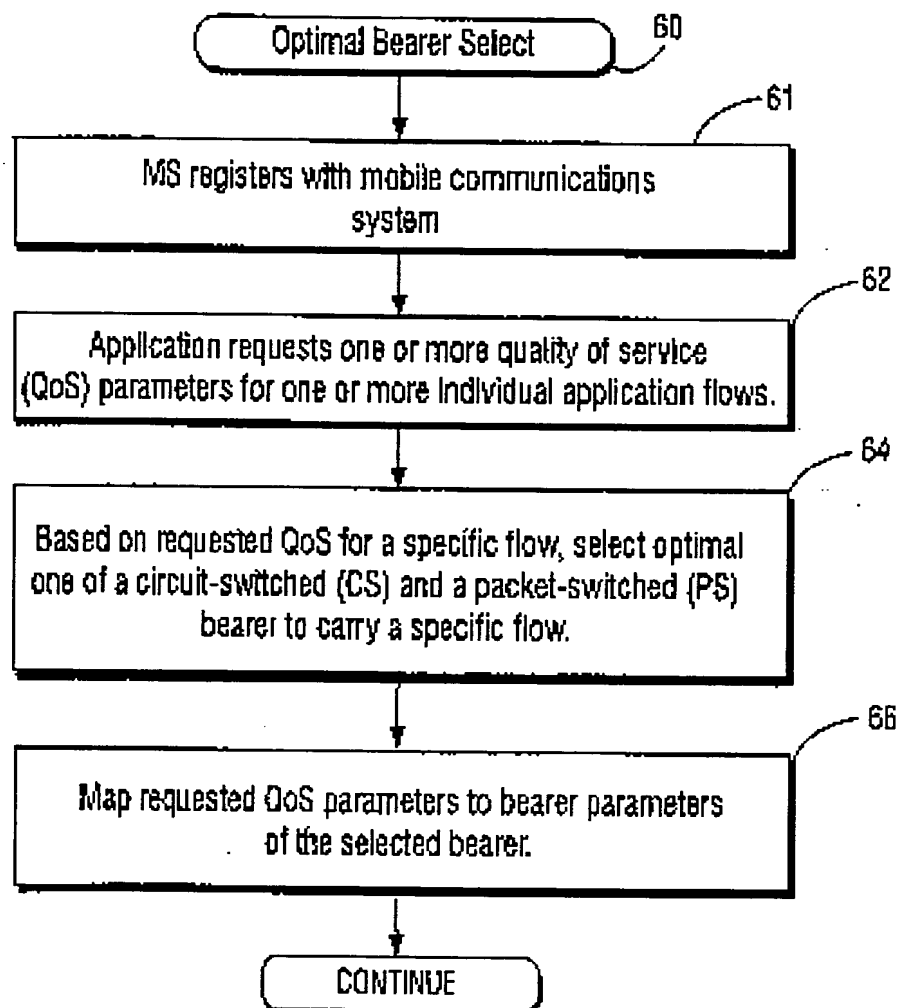 Optimal Bearer Select
60
61
MS registers with mobile communications
system
62
Application requests one or more quality of service
(QoS) parameters for one or more individual application flows.
64
Based on requested QoS for a specific flow, select optimal
one of a circuit-switched (CS) and a packet-switched (PS)
bearer to carry a specific flow.
66
Map requested QoS parameters to bearer parameters
of the selected bearer.
CONTINUE